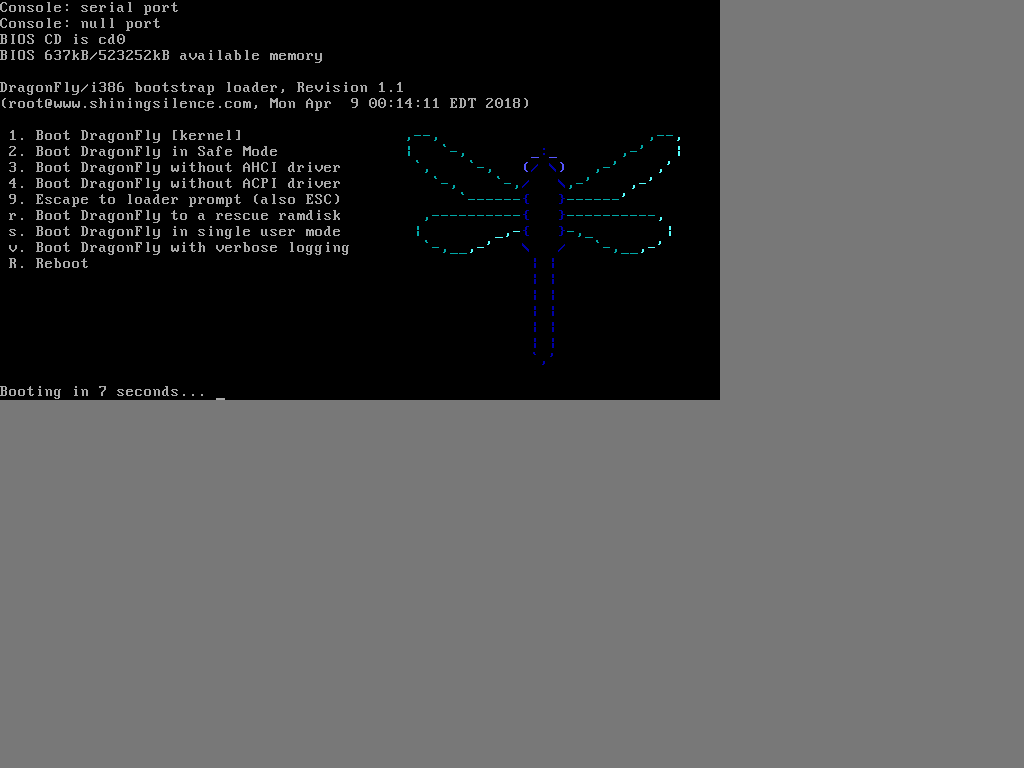 Console: serial port
Console: null port
BIOS CD is cd0
BIOS 637kB/523252kB available memory
DragonFly/i386 bootstrap loader, Revision 1.1
(root@www.shiningsilence.com, Mon Apr  9 00:14:11 EDT 2018)
1. Boot DragonFly [kernel]
2. Boot DragonFly in Safe Mode
3. Boot DragonFly without AHCI driver
4. Boot DragonFly without ACPI driver
9. Escape to loader prompt (also ESC)
r. Boot DragonFly to a rescue ramdisk
s. Boot DragonFly in single user mode
v. Boot DragonFly with verbose logging
R. Reboot
Booting in 7 seconds... _